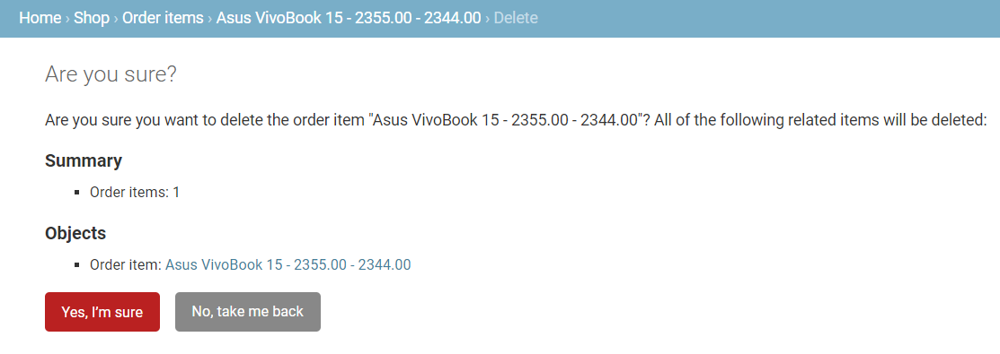 Home › Shop › Order items › Asus VivoBook 15 - 2355.00 - 2344.00 › Delete
Are you sure?
Are you sure you want to delete the order item "Asus VivoBook 15 - 2355.00 - 2344.00"? All of the following related items will be deleted:
Summary
Order items: 1
Objects
Order item: Asus VivoBook 15 - 2355.00 - 2344.00
Yes, I'm sure
No, take me back